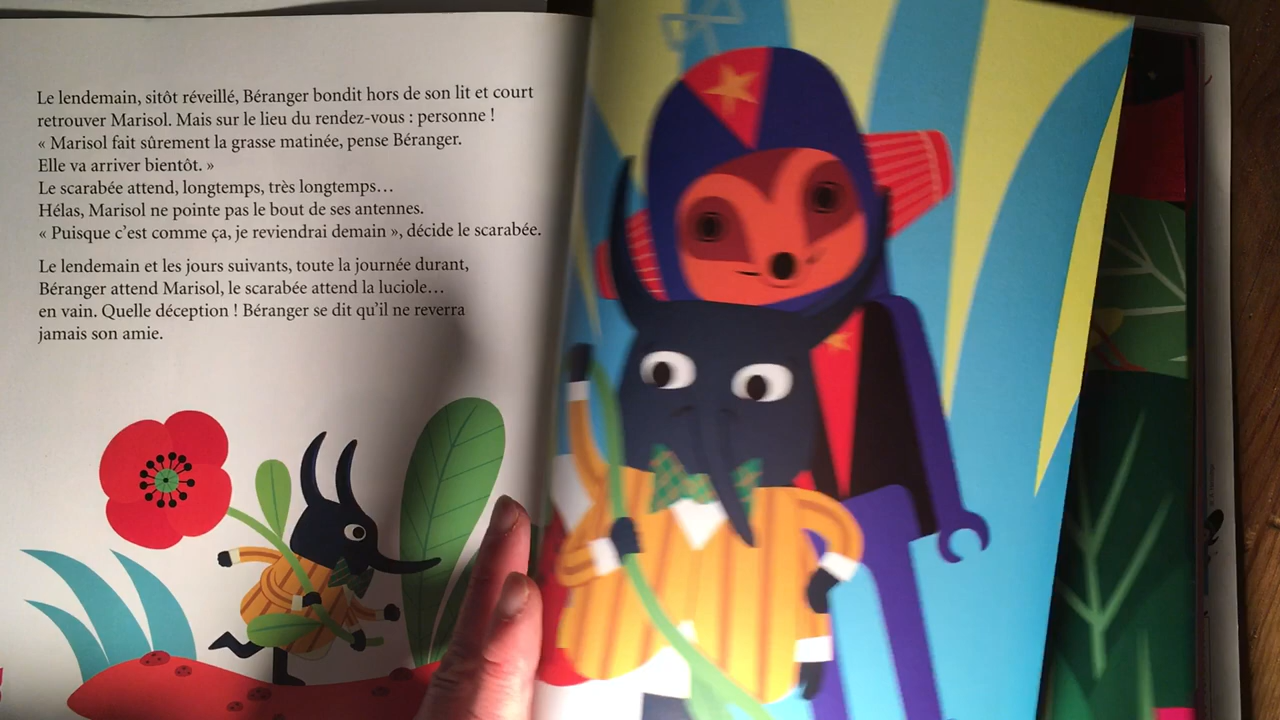 Le lendemain, sitôt réveillé, Béranger bondit hors de son lit et court
retrouver Marisol. Mais sur le lieu du rendez-vous : personne !
« Marisol fait sûrement la grasse matinée, pense Béranger.
Elle va arriver bientôt. »
Le scarabée attend, longtemps, très longtemps…
Hélas, Marisol ne pointe pas le bout de ses antennes.
« Puisque c’est comme ça, je reviendrai demain », décide le scarabée.
Le lendemain et les jours suivants, toute la journée durant,
Béranger attend Marisol, le scarabée attend la luciole…
en vain. Quelle déception ! Béranger se dit qu’il ne reverra
jamais son amie.